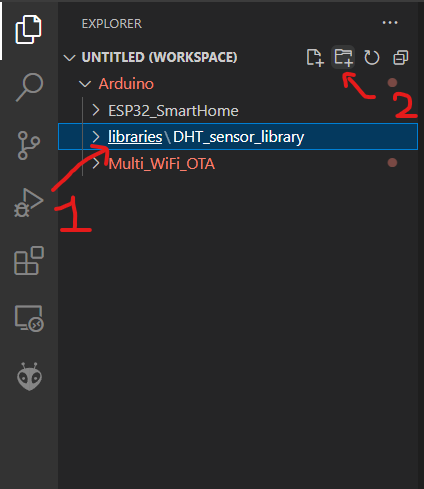 EXPLORER
UNTITLED (WORKSPACE)
Arduino
2
ESP32_SmartHome
libraries\DHT_sensor_library
Multi_WiFi_OTA
1